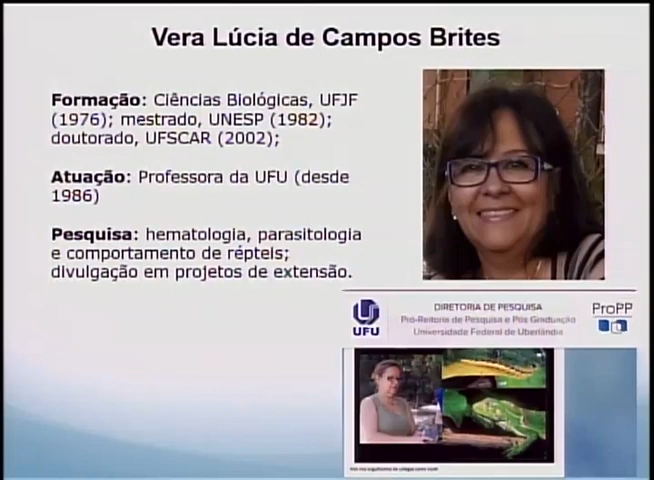 Vera Lúcia de Campos Brites
Formação: Ciências Biológicas, UFJF
(1976); mestrado, UNESP (1982);
doutorado, UFSCAR (2002);
Atuação: Professora da UFU (desde
1986)
Pesquisa: hematologia, parasitologia
e comportamento de répteis;
divulgação em projetos de extensão.
UFU
DIRETORIA DE PESQUISA
Pró-Reitoria de Pesquisa e Pós Graduação
Universidade Federal de Uberlândia
ProPP